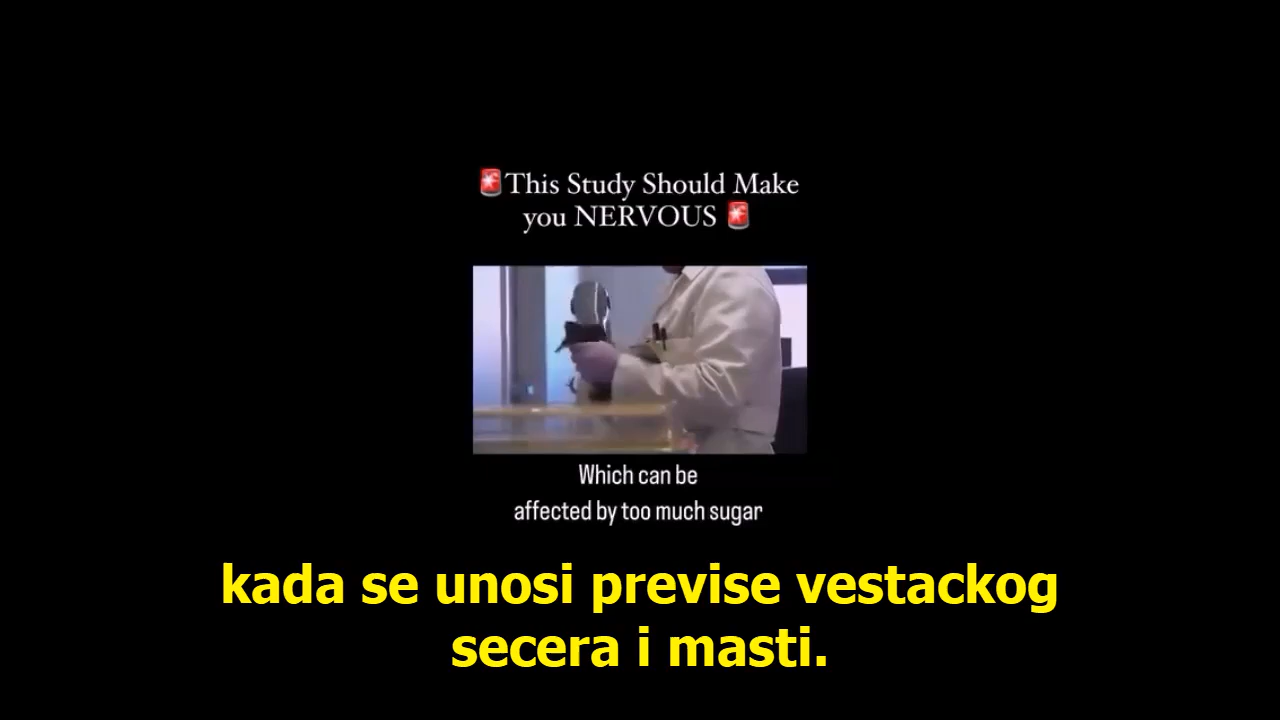 🚨This Study Should Make
you NERVOUS 🚨
Which can be
affected by too much sugar
kada se unosi previse vestackog
secera i masti.